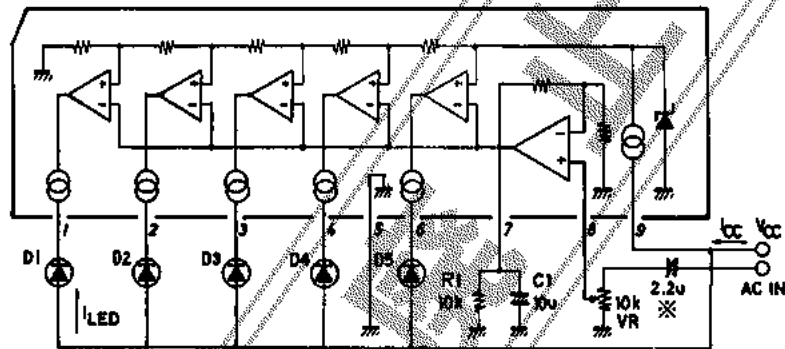 1 2 3 4 5 6 7 8 9
ICC VCC
D1 D2 D3 D4 D5
R1
10k
C1
10u
10k
VR
2.2u
※
AC IN
ILED